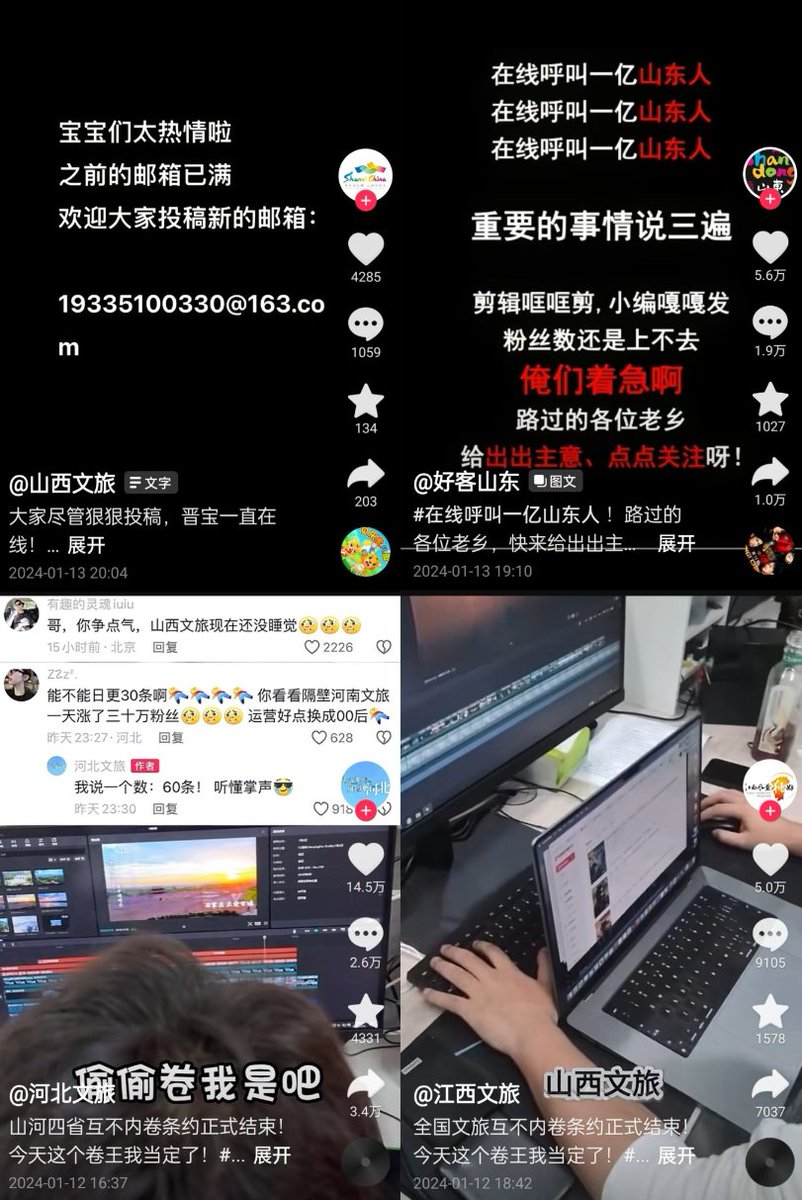 宝宝们太热情啦
之前的邮箱已满
欢迎大家投稿新的邮箱：
19335100330@163.co
m
4285
1059
134
203
@山西文旅 文字
大家尽管狠狠投稿，晋宝一直在
线！... 展开
2024-01-13 20:04
在线呼叫一亿山东人
在线呼叫一亿山东人
在线呼叫一亿山东人
重要的事情说三遍
剪辑哐哐剪，小编嘎嘎发
粉丝数还是上不去
俺们着急啊
路过的各位老乡
给出出主意、点点关注呀！
5.6万
1.9万
1027
1.0万
@好客山东 图文
#在线呼叫一亿山东人！路过的
各位老乡，快来给出出主... 展开
2024-01-13 19:10
有趣的灵魂iuiu
哥，你争点气，山西文旅现在还没睡觉🥹🥹🥹
15小时前·北京 回复 2226
Z2z².
能不能日更30条啊 你看看隔壁河南文旅
一天涨了三十万粉丝🥹🥹🥹 运营好点换成00后
昨天23:27·河北 回复 628
河北文旅 作者
我说一个数：60条！ 听懂掌声😎
昨天23:30 回复 918
14.5万
2.6万
4331
3.4万
偷偷卷我是吧
@河北文旅
山河四省互不内卷条约正式结束！
今天这个卷王我当定了！#... 展开
2024-01-12 16:37
5.0万
9105
1578
7037
山西文旅
@江西文旅
全国文旅互不内卷条约正式结束！
今天这个卷王我当定了！#... 展开
2024-01-12 18:42